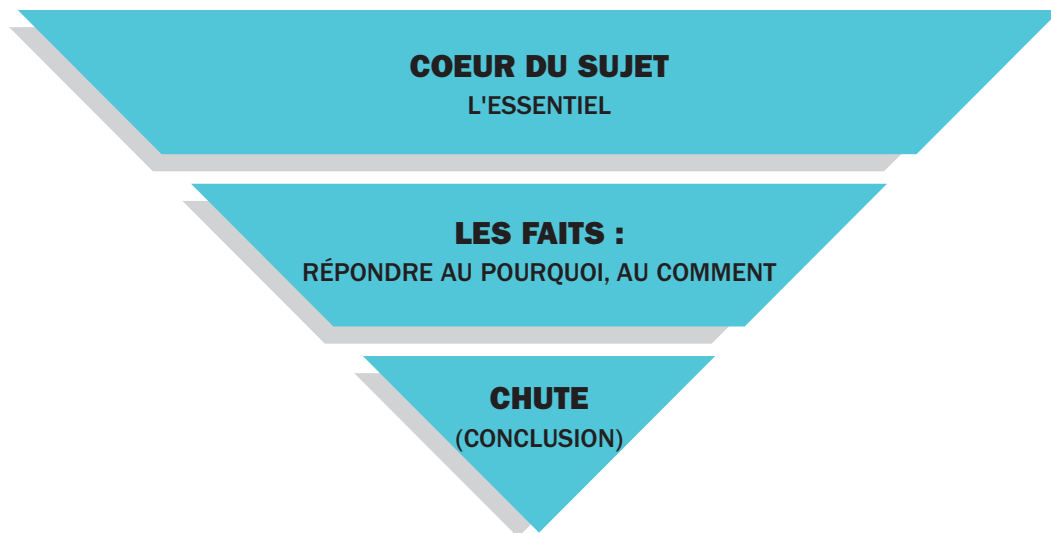 COEUR DU SUJET
L'ESSENTIEL
LES FAITS :
RÉPONDRE AU POURQUOI, AU COMMENT
CHUTE
(CONCLUSION)